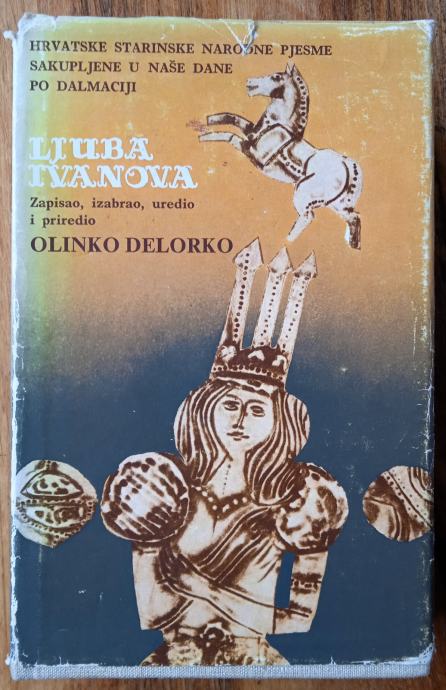 HRVATSKE STARINSKE NARODNE PJESME
SAKUPLJENE U NAŠE DANE
PO DALMACIJI
LJUBA
IVANOVA
Zapisao, izabrao, uredio
i priredio
OLINKO DELORKO